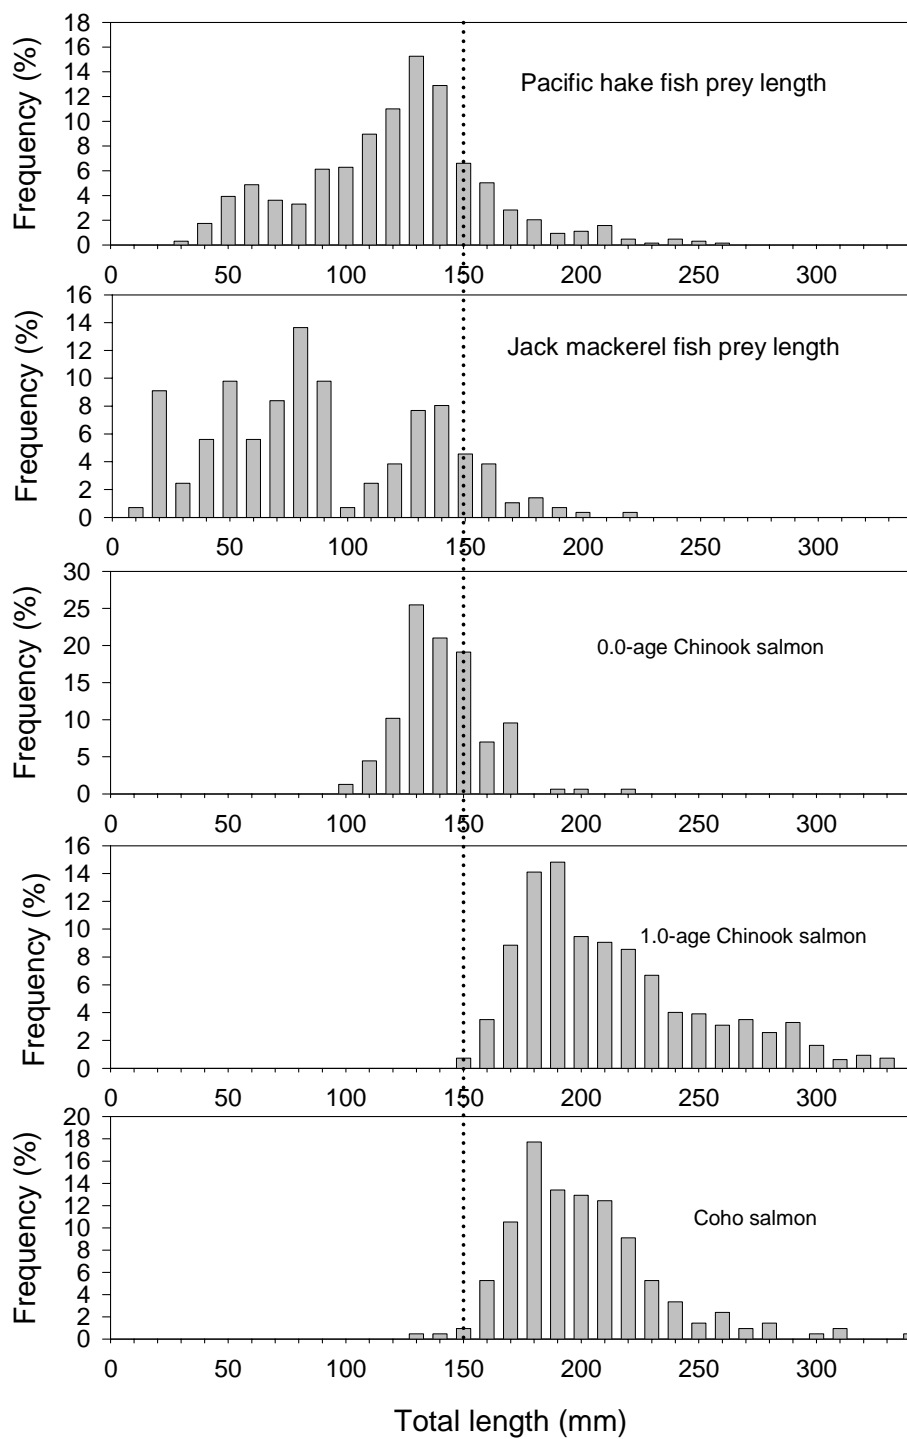 18
16
14
12
10
8
6
4
2
0
Frequency (%)
Pacific hake fish prey length
0 50 100 150 200 250 300
16
14
12
10
8
6
4
2
0
Frequency (%)
Jack mackerel fish prey length
0 50 100 150 200 250 300
30
25
20
15
10
5
0
Frequency (%)
0.0-age Chinook salmon
0 50 100 150 200 250 300
16
14
12
10
8
6
4
2
0
Frequency (%)
1.0-age Chinook salmon
0 50 100 150 200 250 300
20
18
16
14
12
10
8
6
4
2
0
Frequency (%)
Coho salmon
0 50 100 150 200 250 300
Total length (mm)